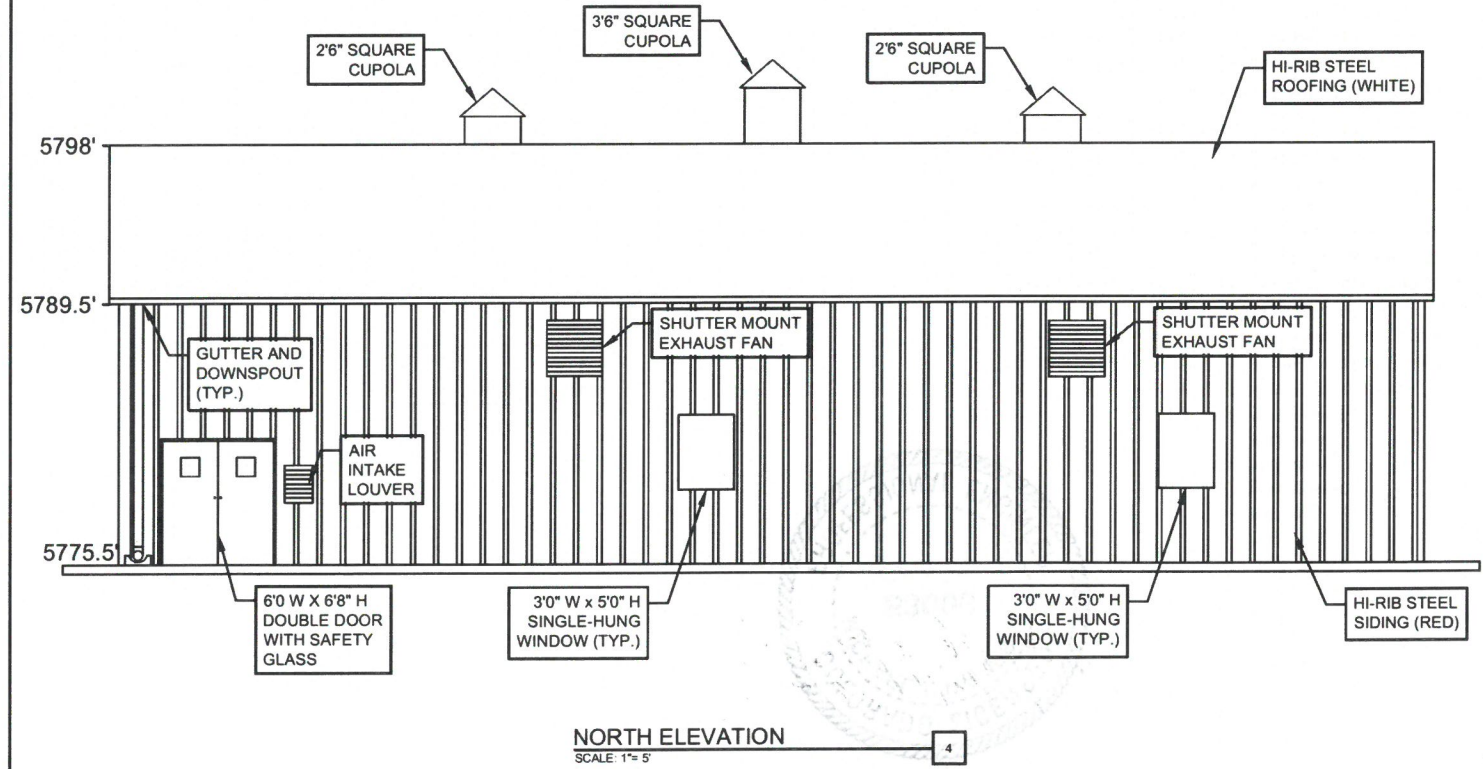 3'6" SQUARE
CUPOLA
2'6" SQUARE
CUPOLA
2'6" SQUARE
CUPOLA
HI-RIB STEEL
ROOFING (WHITE)
5798'
5789.5'
SHUTTER MOUNT
EXHAUST FAN
SHUTTER MOUNT
EXHAUST FAN
GUTTER AND
DOWNSPOUT
(TYP.)
AIR
INTAKE
LOUVER
5775.5'
6'0 W X 6'8" H
DOUBLE DOOR
WITH SAFETY
GLASS
3'0" W x 5'0" H
SINGLE-HUNG
WINDOW (TYP.)
3'0" W x 5'0" H
SINGLE-HUNG
WINDOW (TYP.)
HI-RIB STEEL
SIDING (RED)
NORTH ELEVATION
SCALE: 1"= 5'
4